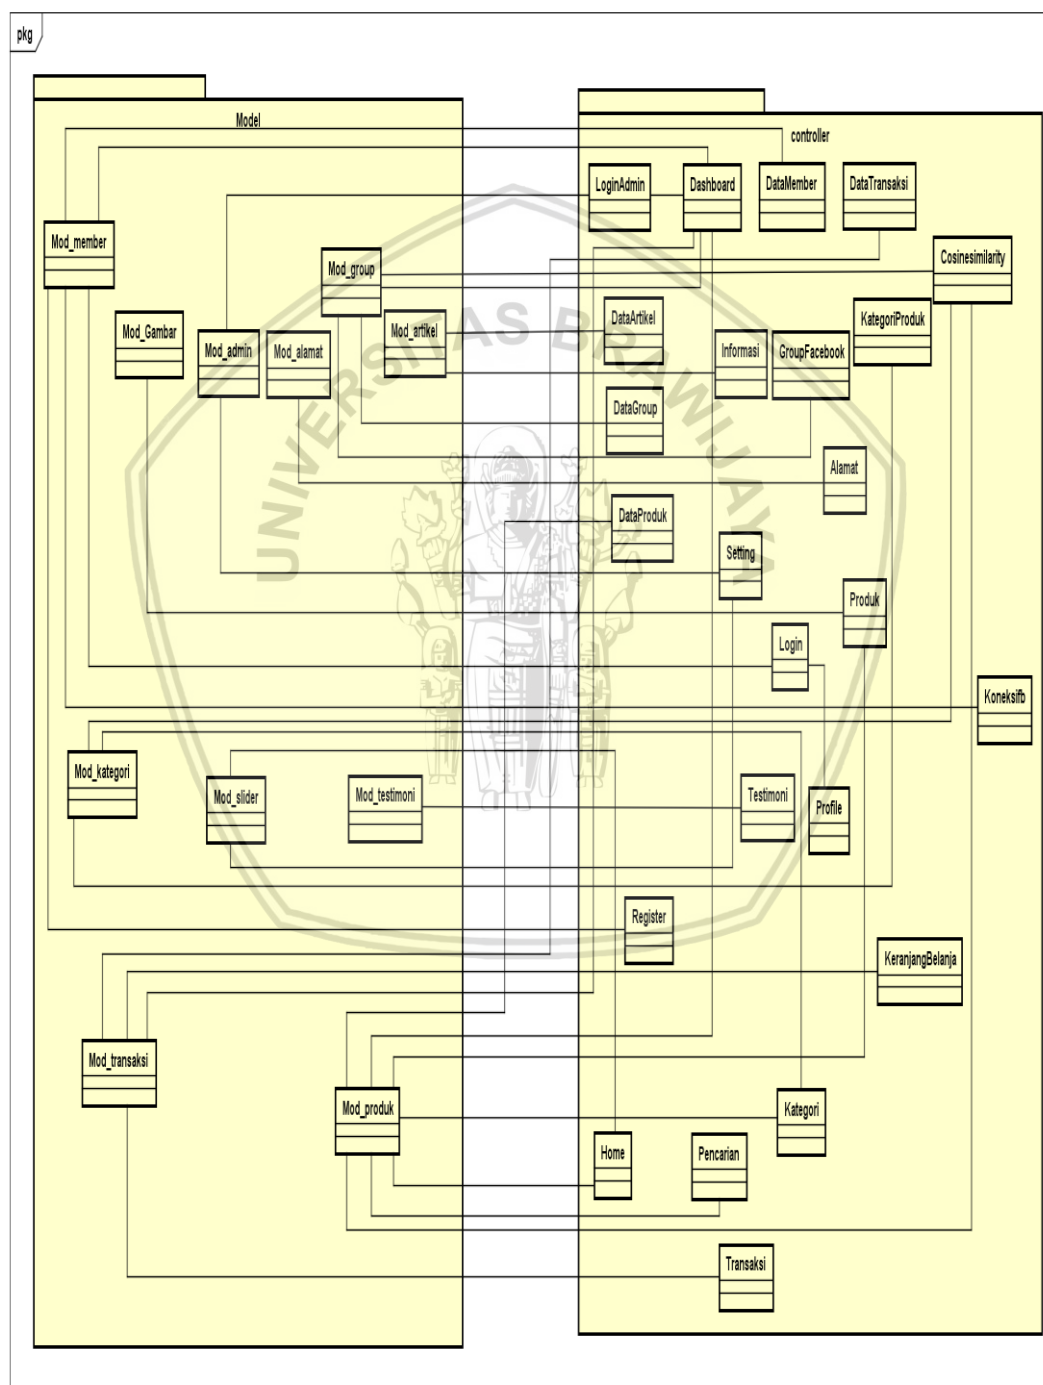 pkg
Model
controller
LoginAdmin
Dashboard
DataMember
DataTransaksi
Mod_member
Mod_group
Cosinesimilarity
Mod_Gambar
Mod_admin
Mod_alamat
Mod_artikel
DataArtikel
Informasi
GroupFacebook
KategoriProduk
DataGroup
Alamat
DataProduk
Setting
Produk
Login
Koneksifb
Mod_kategori
Mod_slider
Mod_testimoni
Testimoni
Profile
Register
KeranjangBelanja
Mod_transaksi
Mod_produk
Kategori
Home
Pencarian
Transaksi
UNIVERSITAS BRAWIJAYA